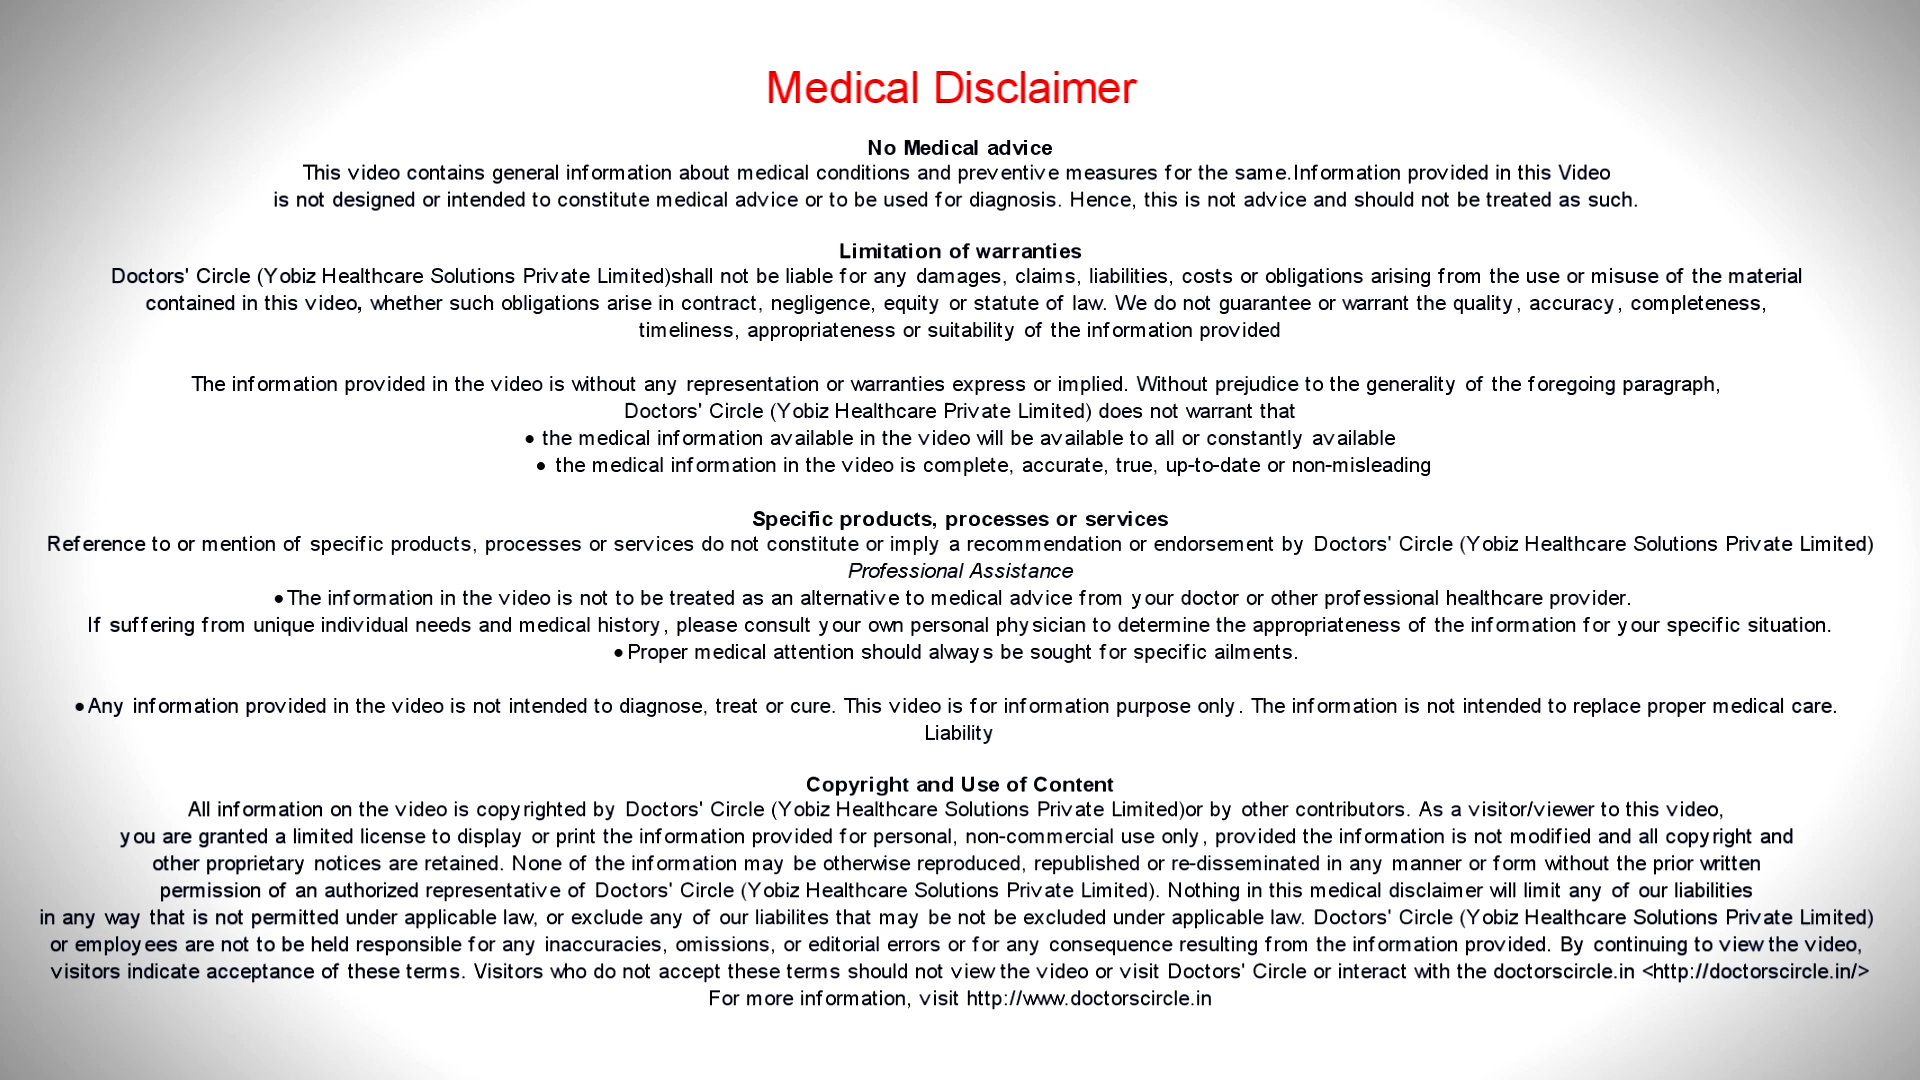 Medical Disclaimer
No Medical advice
This video contains general information about medical conditions and preventive measures for the same.Information provided in this Video
is not designed or intended to constitute medical advice or to be used for diagnosis. Hence, this is not advice and should not be treated as such.
Limitation of warranties
Doctors' Circle (Yobiz Healthcare Solutions Private Limited)shall not be liable for any damages, claims, liabilities, costs or obligations arising from the use or misuse of the material
contained in this video, whether such obligations arise in contract, negligence, equity or statute of law. We do not guarantee or warrant the quality, accuracy, completeness,
timeliness, appropriateness or suitability of the information provided
The information provided in the video is without any representation or warranties express or implied. Without prejudice to the generality of the foregoing paragraph,
Doctors' Circle (Yobiz Healthcare Private Limited) does not warrant that
• the medical information available in the video will be available to all or constantly available
• the medical information in the video is complete, accurate, true, up-to-date or non-misleading
Specific products, processes or services
Reference to or mention of specific products, processes or services do not constitute or imply a recommendation or endorsement by Doctors' Circle (Yobiz Healthcare Solutions Private Limited)
Professional Assistance
•The information in the video is not to be treated as an alternative to medical advice from your doctor or other professional healthcare provider.
If suffering from unique individual needs and medical history, please consult your own personal physician to determine the appropriateness of the information for your specific situation.
•Proper medical attention should always be sought for specific ailments.
•Any information provided in the video is not intended to diagnose, treat or cure. This video is for information purpose only. The information is not intended to replace proper medical care.
Liability
Copyright and Use of Content
All information on the video is copyrighted by Doctors' Circle (Yobiz Healthcare Solutions Private Limited)or by other contributors. As a visitor/viewer to this video,
you are granted a limited license to display or print the information provided for personal, non-commercial use only, provided the information is not modified and all copyright and
other proprietary notices are retained. None of the information may be otherwise reproduced, republished or re-disseminated in any manner or form without the prior written
permission of an authorized representative of Doctors' Circle (Yobiz Healthcare Solutions Private Limited). Nothing in this medical disclaimer will limit any of our liabilities
in any way that is not permitted under applicable law, or exclude any of our liabilites that may be not be excluded under applicable law. Doctors' Circle (Yobiz Healthcare Solutions Private Limited)
or employees are not to be held responsible for any inaccuracies, omissions, or editorial errors or for any consequence resulting from the information provided. By continuing to view the video,
visitors indicate acceptance of these terms. Visitors who do not accept these terms should not view the video or visit Doctors' Circle or interact with the doctorscircle.in <http://doctorscircle.in/>
For more information, visit http://www.doctorscircle.in